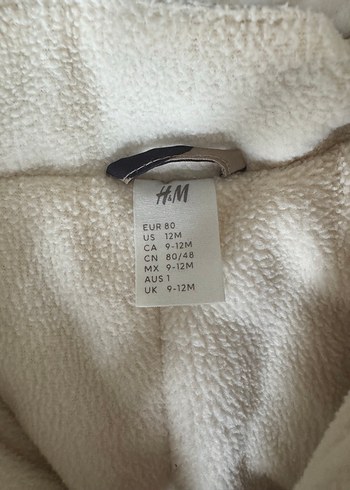 H&M
EUR 80
US 12M
CA 9-12M
CN 80/48
MX 9-12M
AUS 1
UK 9-12M